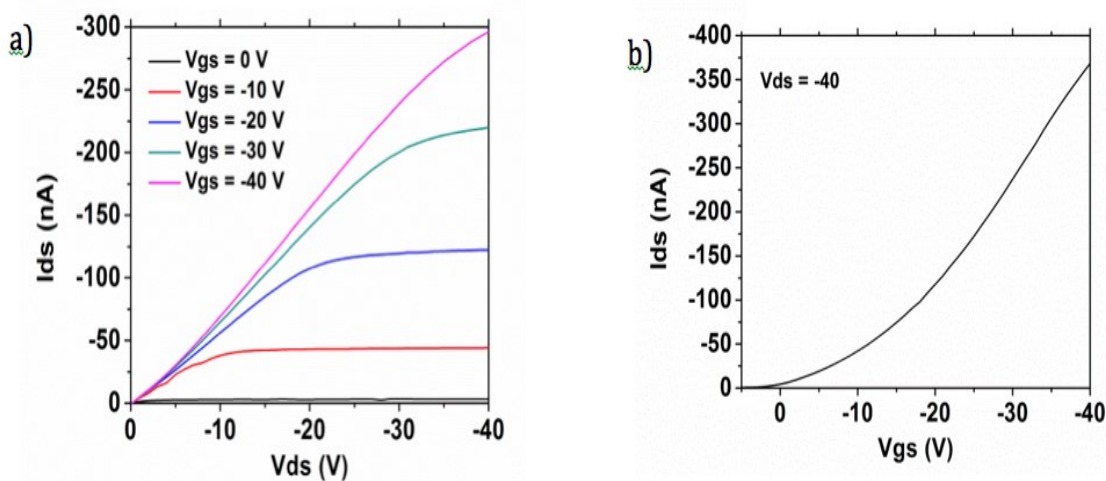 a)
-300
-250
-200
-150
-100
-50
0
Ids (nA)
Vgs = 0 V
Vgs = -10 V
Vgs = -20 V
Vgs = -30 V
Vgs = -40 V
0 -10 -20 -30 -40
Vds (V)
b)
-400
-350
-300
-250
-200
-150
-100
-50
0
Ids (nA)
Vds = -40
0 -10 -20 -30 -40
Vgs (V)